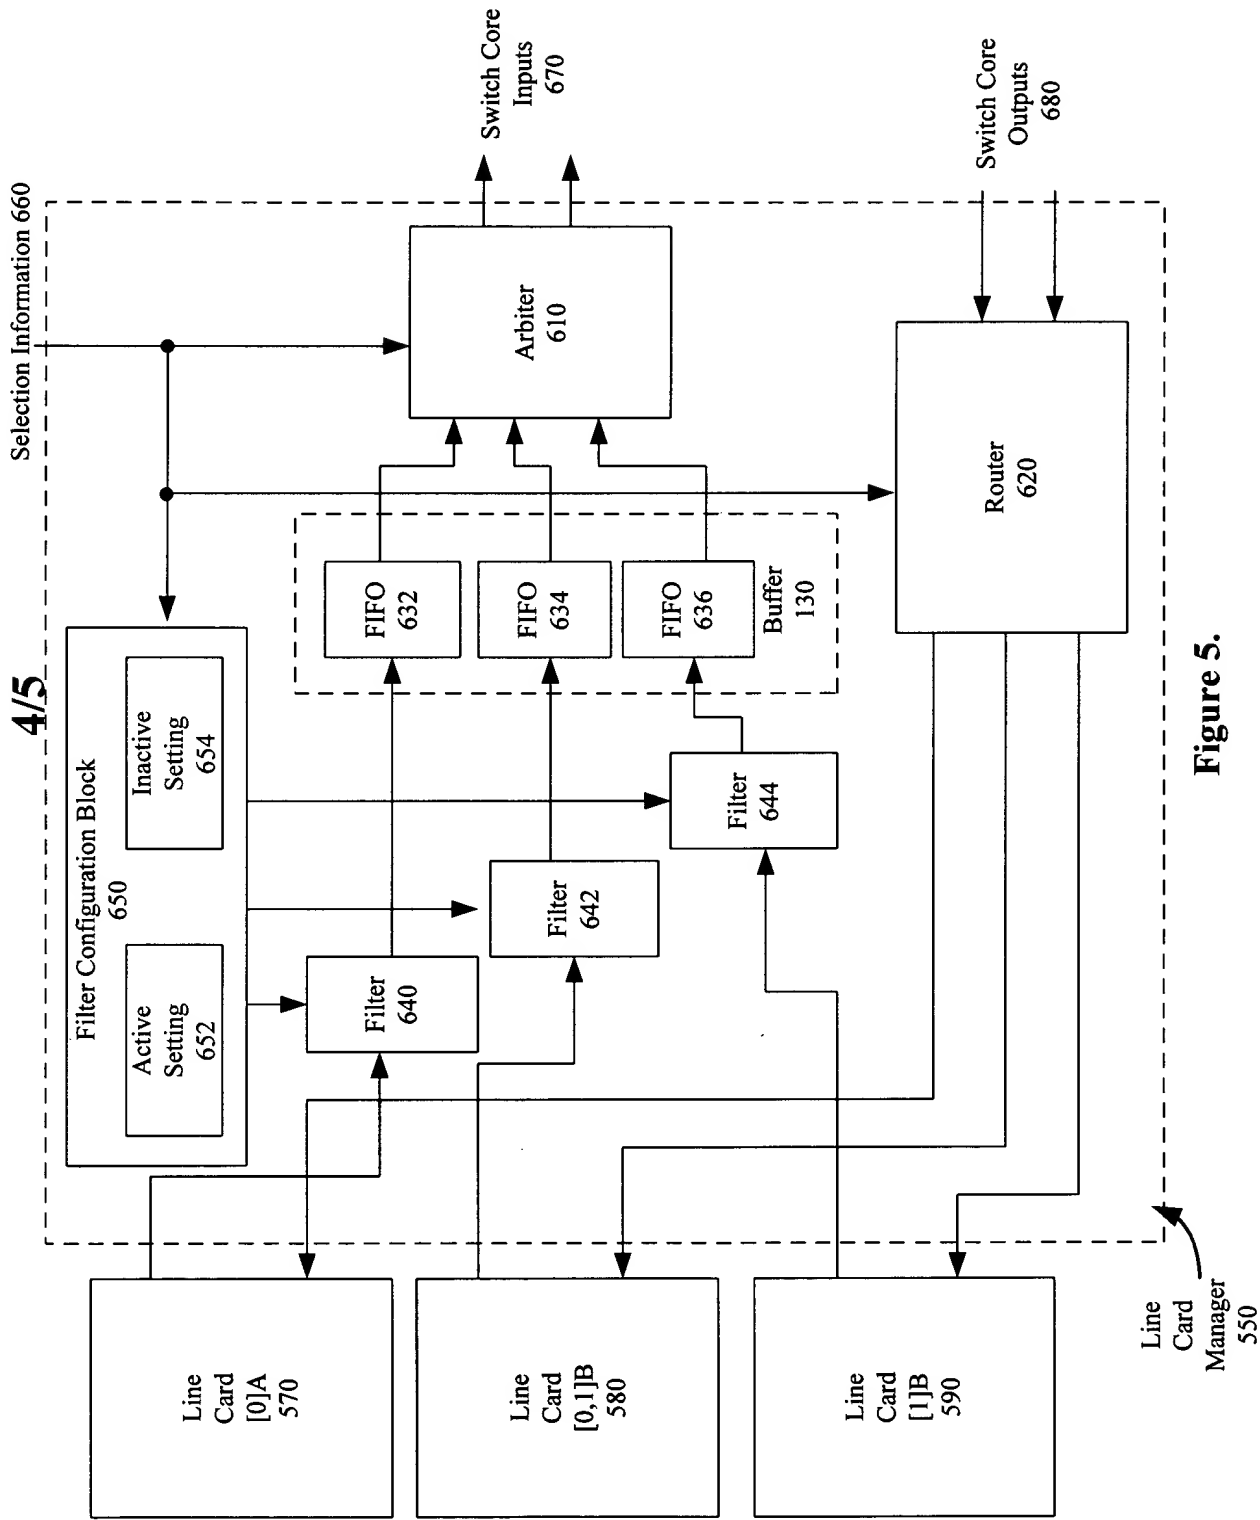 4/5
Selection Information 660
Filter Configuration Block
650
Active
Setting
652
Inactive
Setting
654
Line
Card
[0]A
570
Line
Card
[0,1]B
580
Line
Card
[1]B
590
Filter
640
Filter
642
Filter
644
FIFO
632
FIFO
634
FIFO
636
Buffer
130
Arbiter
610
Router
620
Switch Core
Inputs
670
Switch Core
Outputs
680
Line
Card
Manager
550
Figure 5.